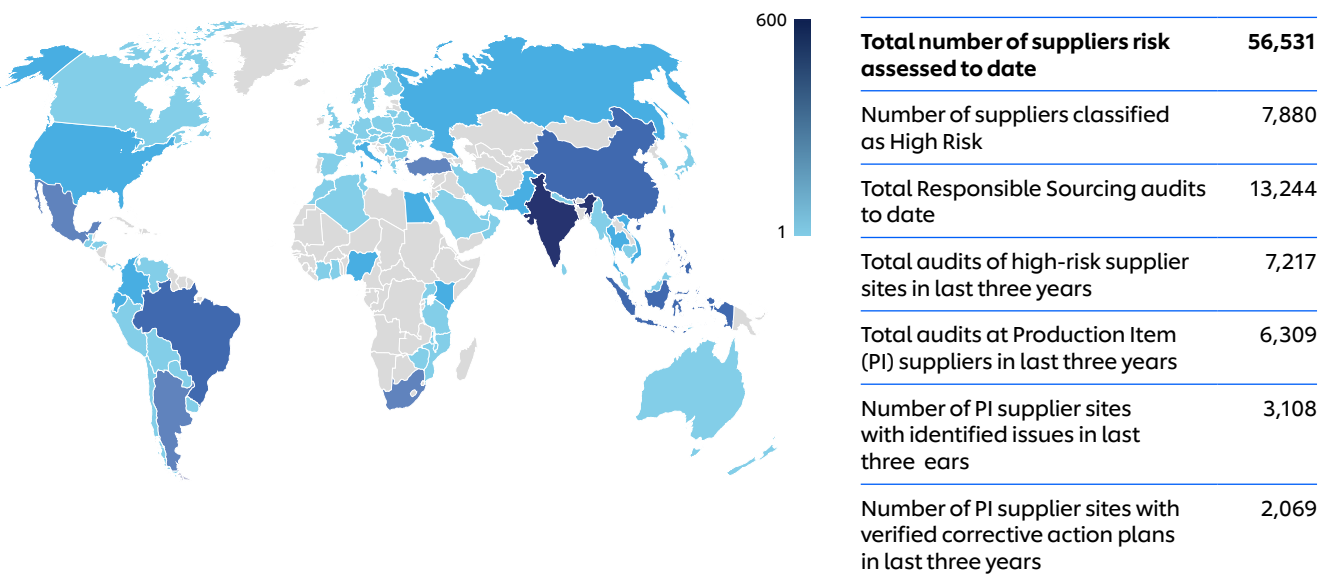 600
1
Total number of suppliers risk 56,531
assessed to date
Number of suppliers classified 7,880
as High Risk
Total Responsible Sourcing audits 13,244
to date
Total audits of high-risk supplier 7,217
sites in last three years
Total audits at Production Item 6,309
(PI) suppliers in last three years
Number of PI supplier sites 3,108
with identified issues in last
three ears
Number of PI supplier sites with 2,069
verified corrective action plans
in last three years